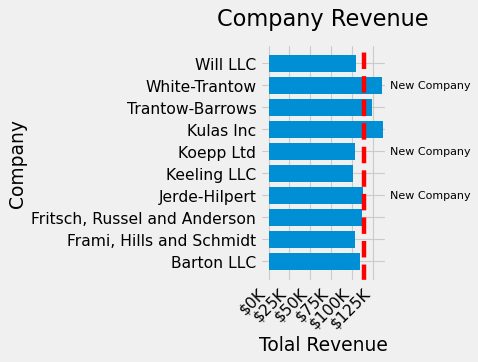 Company Revenue
Company
Will LLC
White-Trantow
New Company
Trantow-Barrows
Kulas Inc
Koepp Ltd
New Company
Keeling LLC
Jerde-Hilpert
New Company
Fritsch, Russel and Anderson
Frami, Hills and Schmidt
Barton LLC
$0K
$25K
$50K
$75K
$100K
$125K
Tolal Revenue